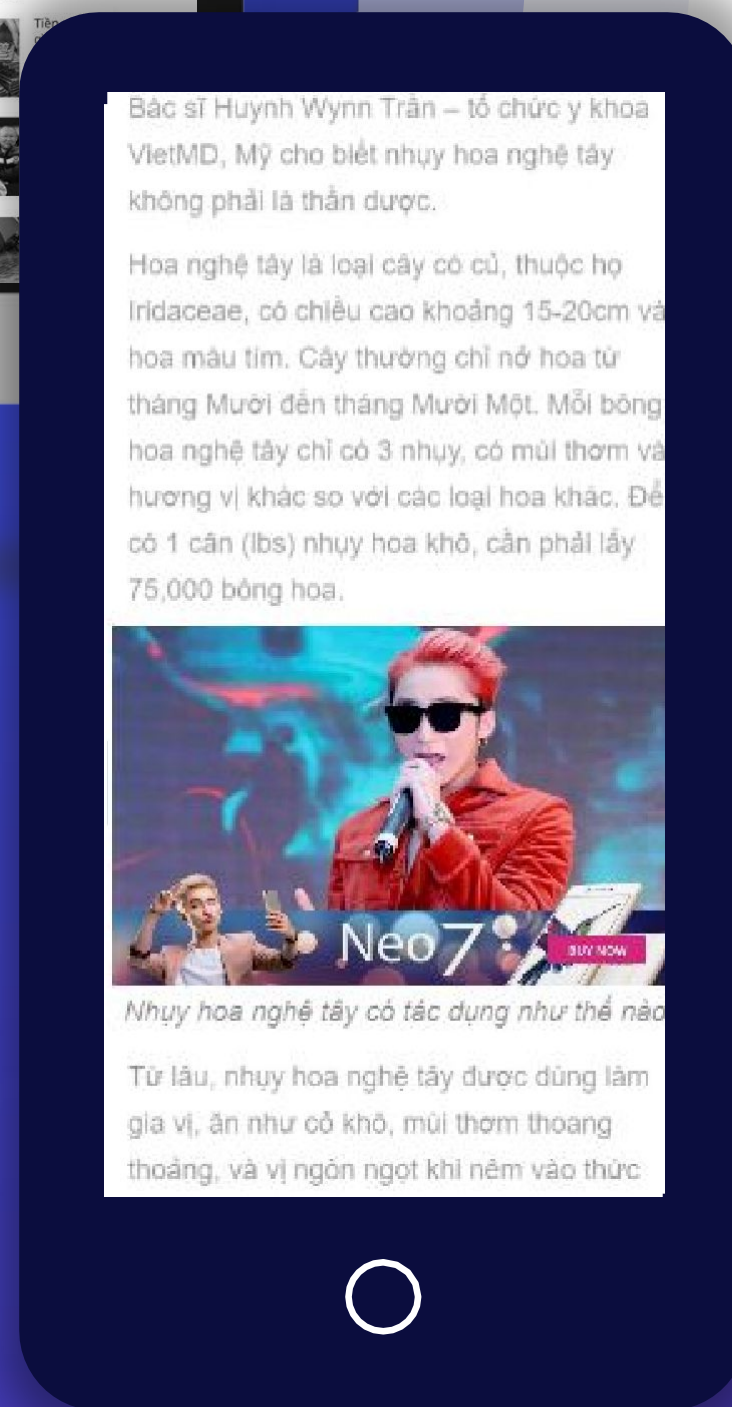 Tiền
Bác sĩ Huynh Wynn Trần – tổ chức y khoa
VietMD, Mỹ cho biết nhụy hoa nghệ tây
không phải là thần dược.
Hoa nghệ tây là loại cây có củ, thuộc họ
Iridaceae, có chiều cao khoảng 15-20cm và
hoa màu tím. Cây thường chỉ nở hoa từ
tháng Mười đến tháng Mười Một. Mỗi bông
hoa nghệ tây chỉ có 3 nhụy, có mùi thơm và
hương vị khác so với các loại hoa khác. Để
có 1 cân (lbs) nhụy hoa khô, cần phải lấy
75,000 bông hoa.
Neo7
BUY NOW
Nhụy hoa nghệ tây có tác dụng như thế nào
Từ lâu, nhụy hoa nghệ tây được dùng làm
gia vị, ăn như cỏ khô, mùi thơm thoang
thoảng, và vị ngòn ngọt khi nêm vào thức